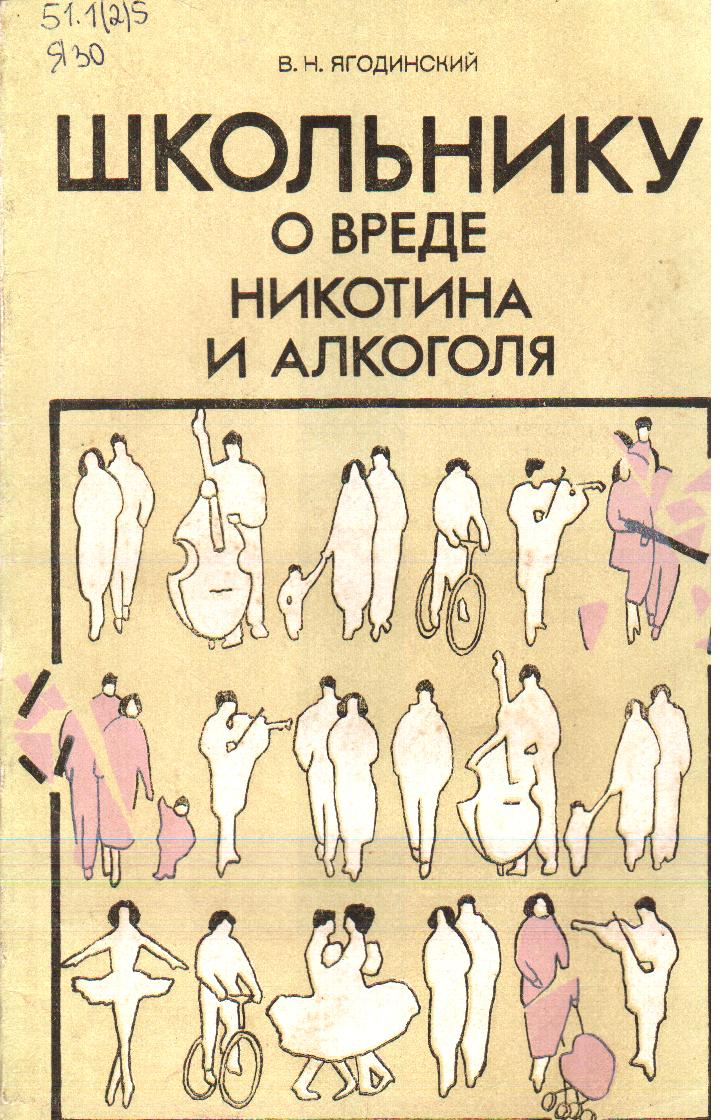 51.1(2)5
Я30
В. Н. ЯГОДИНСКИЙ
ШКОЛЬНИКУ
О ВРЕДЕ
НИКОТИНА
И АЛКОГОЛЯ